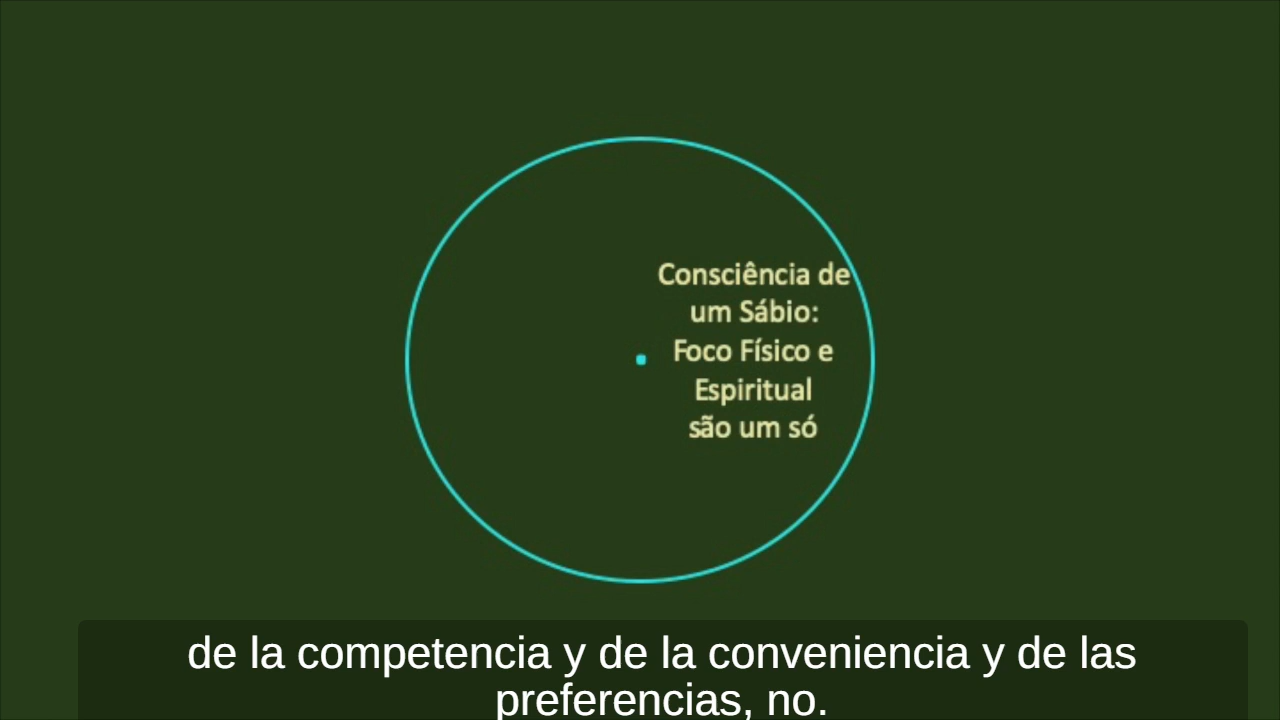 Consciência de
um Sábio:
Foco Físico e
Espiritual
são um só
de la competencia y de la conveniencia y de las
preferencias, no.